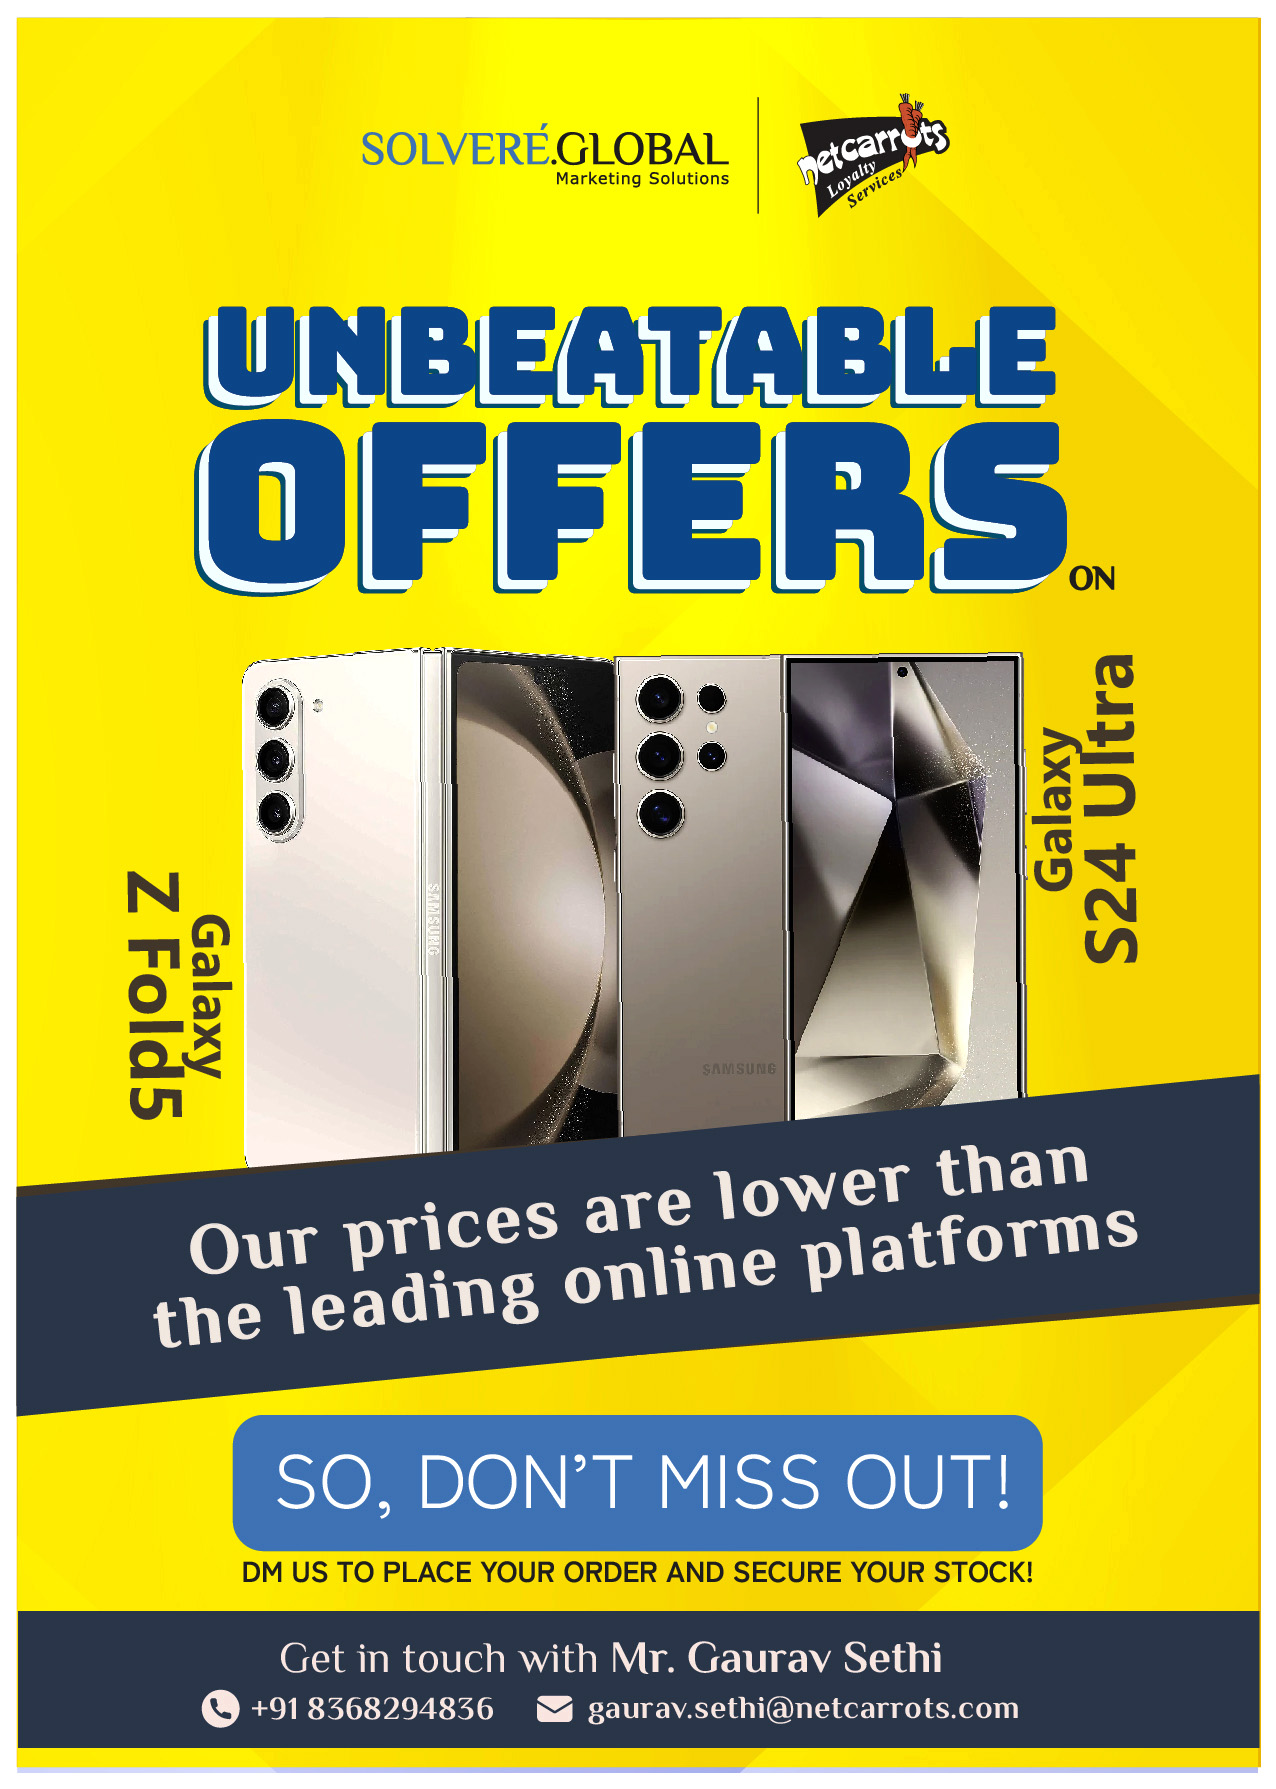 SOLVERÉ.GLOBAL
Marketing Solutions
netcarrots
Loyalty
Services
UNBEATABLE
OFFERS
ON
Galaxy
Z Fold5
SAMSUNG
SAMSUNG
Galaxy
S24 Ultra
Our prices are lower than
the leading online platforms
SO, DON'T MISS OUT!
DM US TO PLACE YOUR ORDER AND SECURE YOUR STOCK!
Get in touch with Mr. Gaurav Sethi
+91 8368294836 gaurav.sethi@netcarrots.com